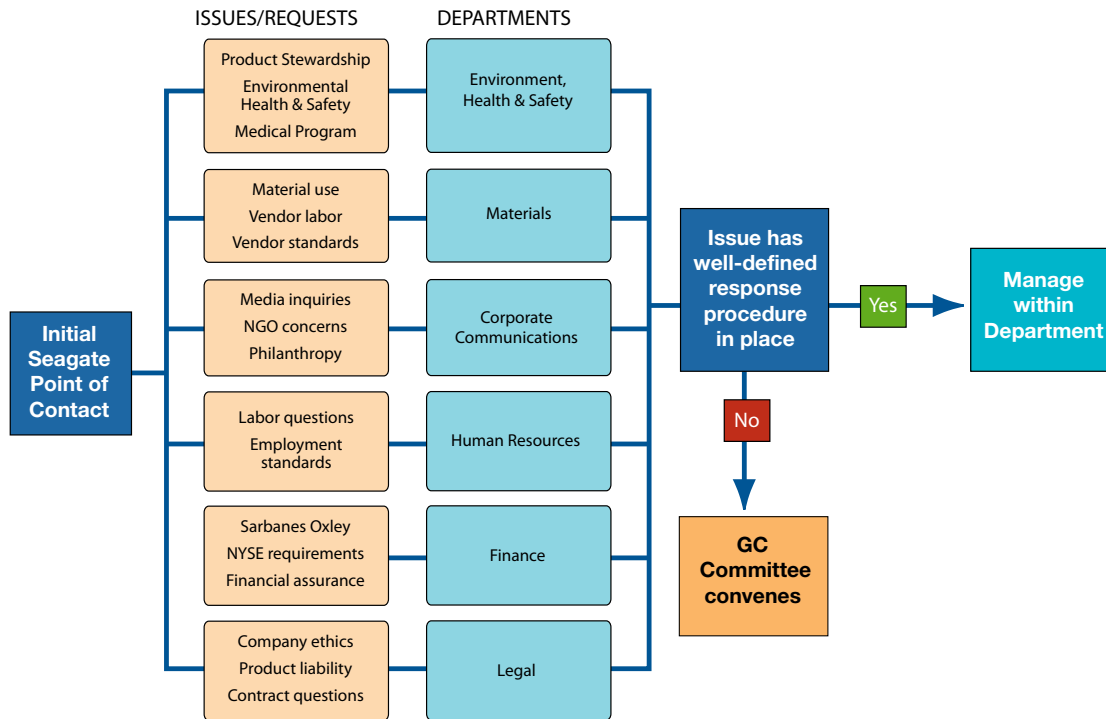 ISSUES/REQUESTS
DEPARTMENTS
Product Stewardship
Environmental
Health & Safety
Medical Program
Environment,
Health & Safety
Material use
Vendor labor
Vendor standards
Materials
Media inquiries
NGO concerns
Philanthropy
Corporate
Communications
Labor questions
Employment
standards
Human Resources
Sarbanes Oxley
NYSE requirements
Financial assurance
Finance
Company ethics
Product liability
Contract questions
Legal
Initial
Seagate
Point of
Contact
Issue has
well-defined
response
procedure
in place
Yes
Manage
within
Department
No
GC
Committee
convenes